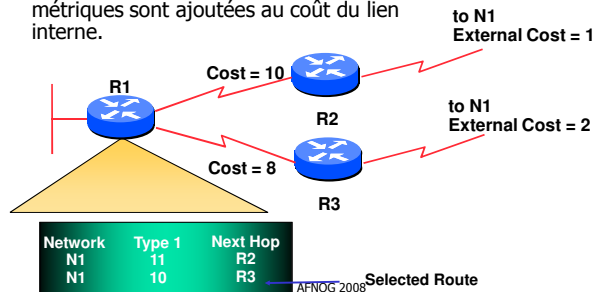 métriques sont ajoutées au coût du lien
interne.
to N1
External Cost = 1
Cost = 10
R1
R2
to N1
External Cost = 2
Cost = 8
R3
Network Type 1 Next Hop
N1 11 R2
N1 10 R3
AFNOG 2008
Selected Route